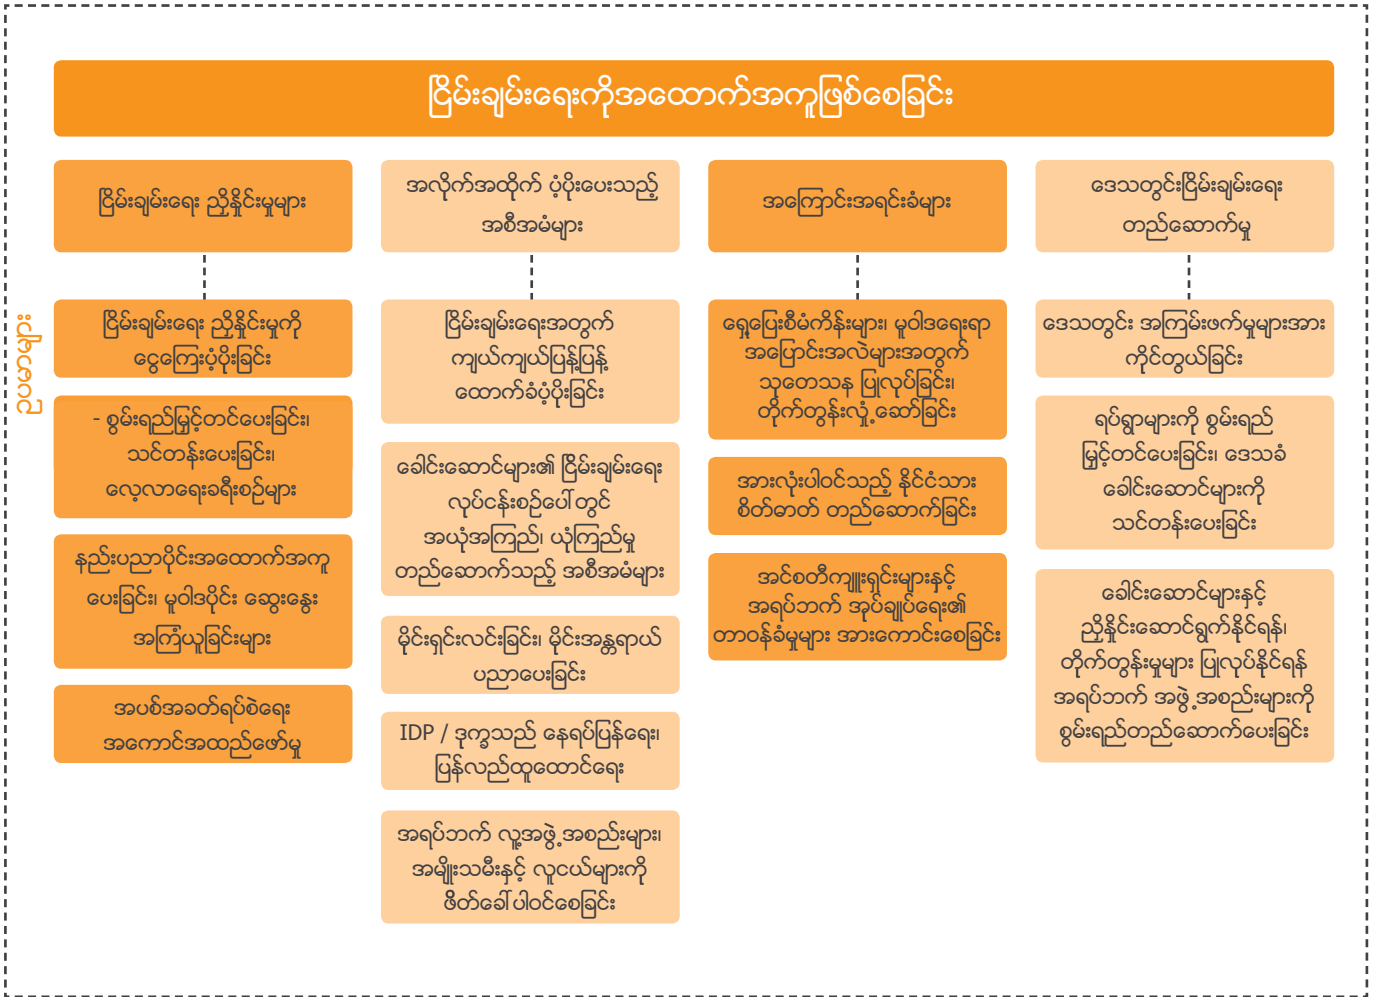 ငြိမ်းချမ်းရေးကိုအထောက်အကူဖြစ်စေခြင်း
ငြိမ်းချမ်းရေး ညှိနှိုင်းမှုများ
အလိုက်အထိုက် ပံ့ပိုးပေးသည့်
အစီအမံများ
အကြောင်းအရင်းခံများ
ဒေသတွင်းငြိမ်းချမ်းရေး
တည်ဆောက်မှု
ဥပမာများ
ငြိမ်းချမ်းရေး ညှိနှိုင်းမှုကို
ငွေကြေးပံ့ပိုးခြင်း
- စွမ်းရည်မြှင့်တင်ပေးခြင်း၊
သင်တန်းပေးခြင်း၊
လေ့လာရေးခရီးစဉ်များ
နည်းပညာပိုင်းအထောက်အကူ
ပေးခြင်း၊ မူဝါဒပိုင်း ဆွေးနွေး
အကြံယူခြင်းများ
အပစ်အခတ်ရပ်စဲရေး
အကောင်အထည်ဖော်မှု
ငြိမ်းချမ်းရေးအတွက်
ကျယ်ကျယ်ပြန့်ပြန့်
ထောက်ခံပံ့ပိုးခြင်း
ခေါင်းဆောင်များ၏ ငြိမ်းချမ်းရေး
လုပ်ငန်းစဉ်ပေါ်တွင်
အယုံအကြည်၊ ယုံကြည်မှု
တည်ဆောက်သည့် အစီအမံများ
မိုင်းရှင်းလင်းခြင်း၊ မိုင်းအန္တရာယ်
ပညာပေးခြင်း
IDP / ဒုက္ခသည် နေရပ်ပြန်ရေး၊
ပြန်လည်ထူထောင်ရေး
အရပ်ဘက် လူ့အဖွဲ့အစည်းများ၊
အမျိုးသမီးနှင့် လူငယ်များကို
ဖိတ်ခေါ်ပါဝင်စေခြင်း
ရှေ့ပြေးစီမံကိန်းများ၊ မူဝါဒရေးရာ
အပြောင်းအလဲများအတွက်
သုတေသန ပြုလုပ်ခြင်း၊
တိုက်တွန်းလှုံ့ဆော်ခြင်း
အားလုံးပါဝင်သည့် နိုင်ငံသား
စိတ်ဓာတ် တည်ဆောက်ခြင်း
အင်စတီကျူးရှင်းများနှင့်
အရပ်ဘက် အုပ်ချုပ်ရေး၏
တာဝန်ခံမှုများ အားကောင်းစေခြင်း
ဒေသတွင်း အကြမ်းဖက်မှုများအား
ကိုင်တွယ်ခြင်း
ရပ်ရွာများကို စွမ်းရည်
မြှင့်တင်ပေးခြင်း၊ ဒေသခံ
ခေါင်းဆောင်များကို
သင်တန်းပေးခြင်း
ခေါင်းဆောင်များနှင့်
ညှိနှိုင်းဆောင်ရွက်နိုင်ရန်၊
တိုက်တွန်းမှုများ ပြုလုပ်နိုင်ရန်
အရပ်ဘက် အဖွဲ့အစည်းများကို
စွမ်းရည်တည်ဆောက်ပေးခြင်း